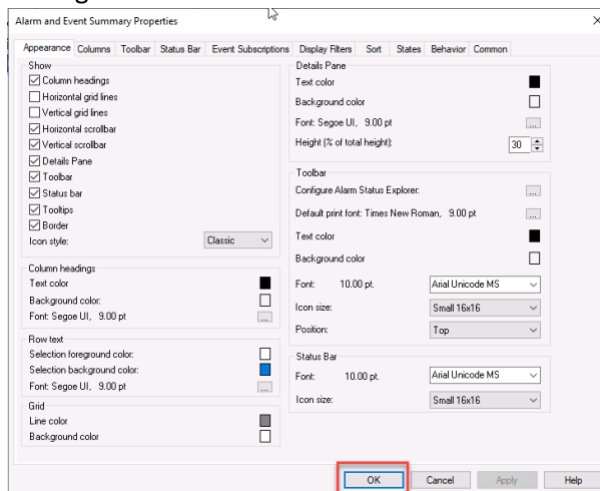 Alarm and Event Summary Properties
Appearance Columns Toolbar Status Bar Event Subscriptions Display Filters Sort States Behavior Common
Show
Column headings
Horizontal grid lines
Vertical grid lines
Horizontal scrollbar
Vertical scrollbar
Details Pane
Toolbar
Status bar
Tooltips
Border
Icon style: Classic
Column headings
Text color
Background color:
Font: Segoe UI, 9.00 pt ...
Row text
Selection foreground color:
Selection background color:
Font: Segoe UI, 9.00 pt ...
Grid
Line color
Background color
Details Pane
Text color
Background color
Font: Segoe UI, 9.00 pt ...
Height (% of total height): 30
Toolbar
Configure Alarm Status Explorer: ...
Default print font: Times New Roman, 9.00 pt ...
Text color
Background color
Font: 10.00 pt. Arial Unicode MS
Icon size: Small 16x16
Position: Top
Status Bar
Font: 10.00 pt. Arial Unicode MS
Icon size: Small 16x16
OK Cancel Apply Help